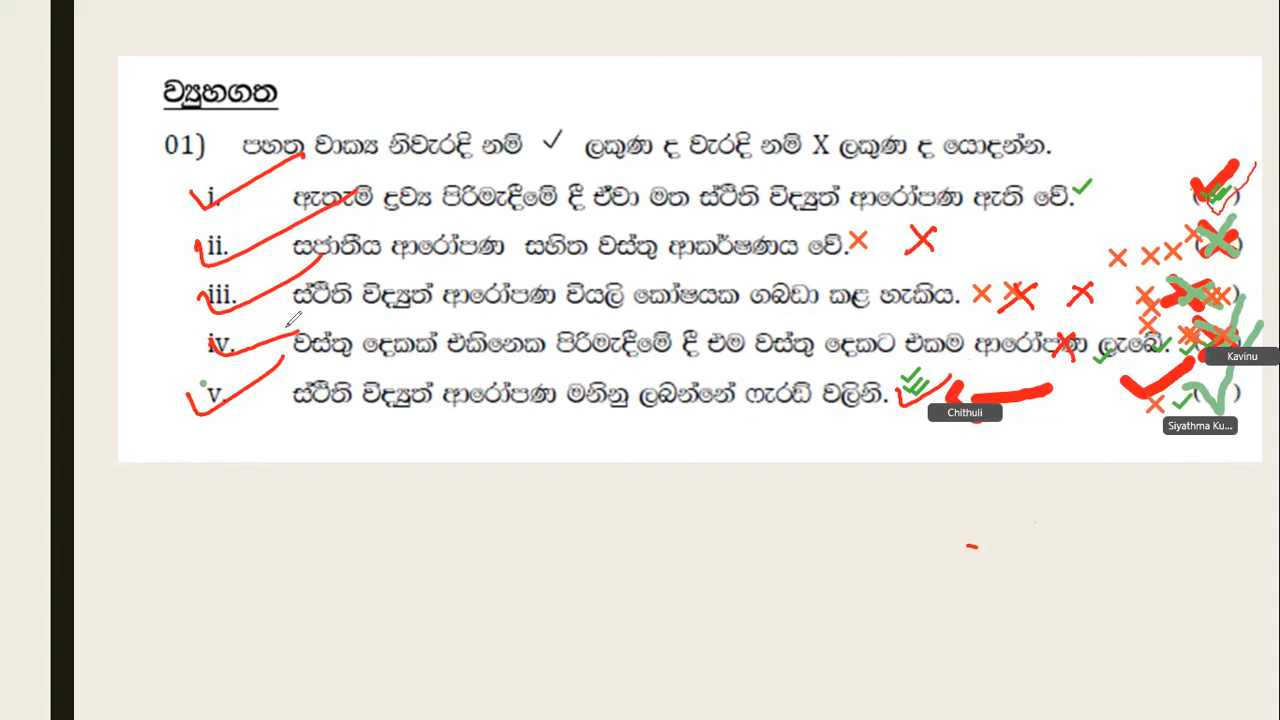 ව්‍යුහගත
01) පහත වාක්‍ය නිවැරදි නම් ✓ ලකුණ ද වැරදි නම් X ලකුණ ද යොදන්න.
i. ඇතැම් ද්‍රව්‍ය පිරිමැදීමේ දී ඒවා මත ස්ථිති විද්‍යුත් ආරෝපණ ඇති වේ. ( )
ii. සජාතීය ආරෝපණ සහිත වස්තු ආකර්ෂණය වේ. ( )
iii. ස්ථිති විද්‍යුත් ආරෝපණ වියලි කෝෂයක ගබඩා කළ හැකිය. ( )
iv. වස්තු දෙකක් එකිනෙක පිරිමැදීමේ දී එම වස්තු දෙකට එකම ආරෝපණ ලැබේ.
Kavinu
v. ස්ථිති විද්‍යුත් ආරෝපණ මනිනු ලබන්නේ ෆැරඩ් වලිනි. ( )
Chithuli
Siyathma Ku...